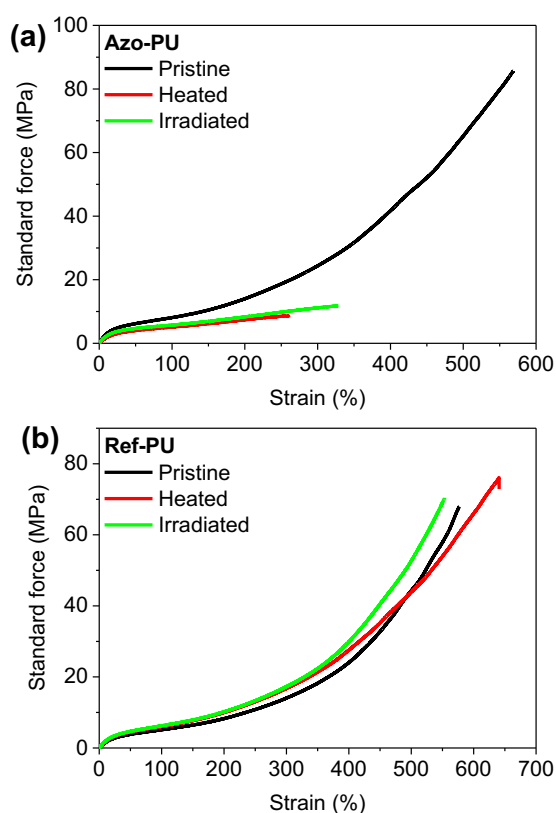 (a)
Azo-PU
Pristine
Heated
Irradiated
Standard force (MPa)
100
80
60
40
20
0
0 100 200 300 400 500 600
Strain (%)
(b)
Ref-PU
Pristine
Heated
Irradiated
Standard force (MPa)
80
60
40
20
0
0 100 200 300 400 500 600 700
Strain (%)